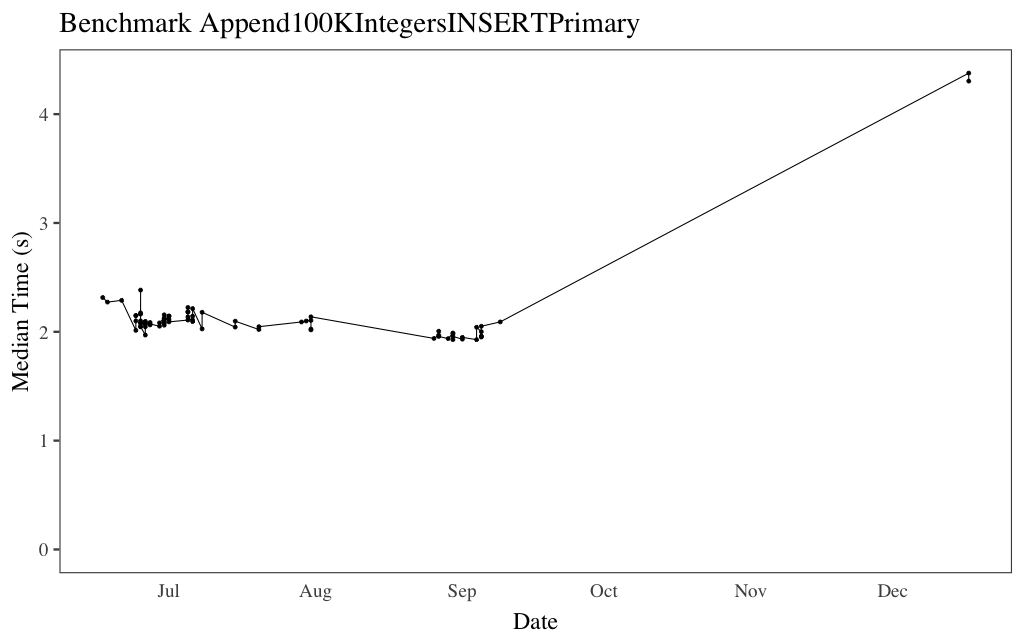 Benchmark Append100KIntegersINSERTPrimary
Median Time (s)
4
3
2
1
0
Jul Aug Sep Oct Nov Dec
Date